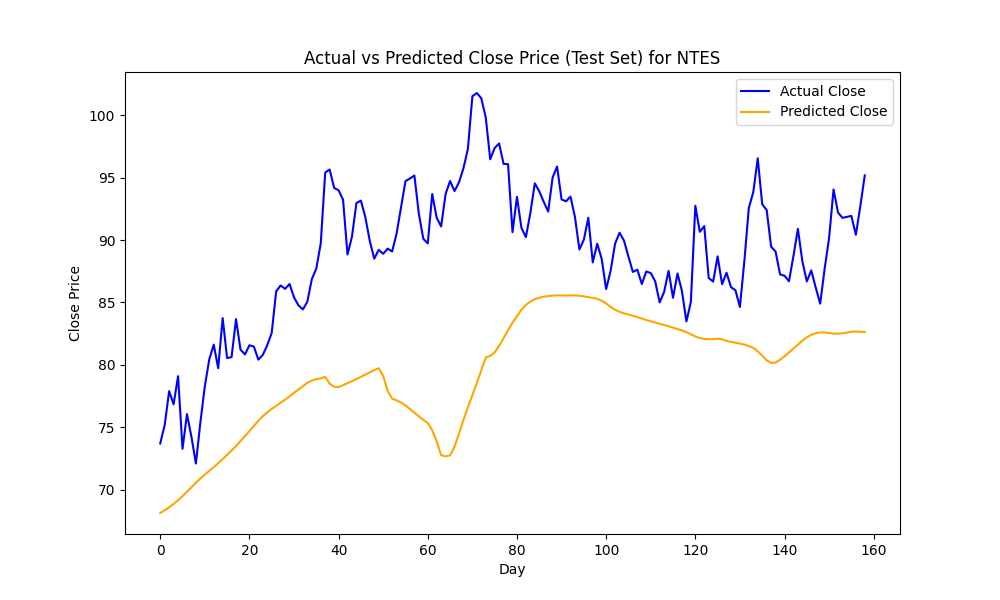 Actual vs Predicted Close Price (Test Set) for NTES
Actual Close
Predicted Close
Close Price
100
95
90
85
80
75
70
0 20 40 60 80 100 120 140 160
Day